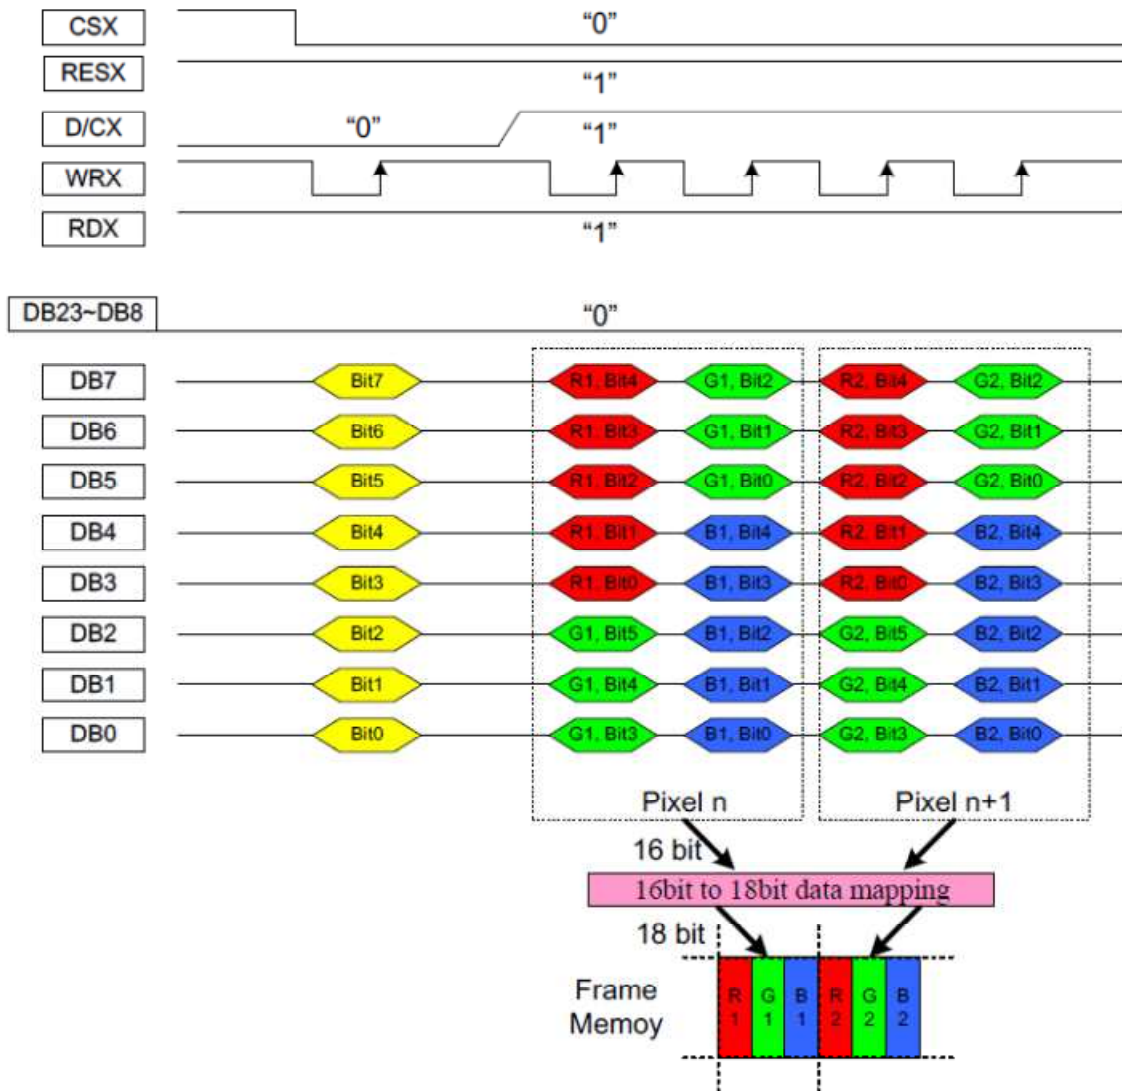 CSX “0”
RESX “1”
D/CX “0” “1”
WRX
RDX “1”
DB23~DB8 “0”
DB7 Bit7 R1, Bit4 G1, Bit2 R2, Bit4 G2, Bit2
DB6 Bit6 R1, Bit3 G1, Bit1 R2, Bit3 G2, Bit1
DB5 Bit5 R1, Bit2 G1, Bit0 R2, Bit2 G2, Bit0
DB4 Bit4 R1, Bit1 B1, Bit4 R2, Bit1 B2, Bit4
DB3 Bit3 R1, Bit0 B1, Bit3 R2, Bit0 B2, Bit3
DB2 Bit2 G1, Bit5 B1, Bit2 G2, Bit5 B2, Bit2
DB1 Bit1 G1, Bit4 B1, Bit1 G2, Bit4 B2, Bit1
DB0 Bit0 G1, Bit3 B1, Bit0 G2, Bit3 B2, Bit0
Pixel n Pixel n+1
16 bit
16bit to 18bit data mapping
18 bit
Frame
Memoy
R G B R G B
1 1 1 2 2 2